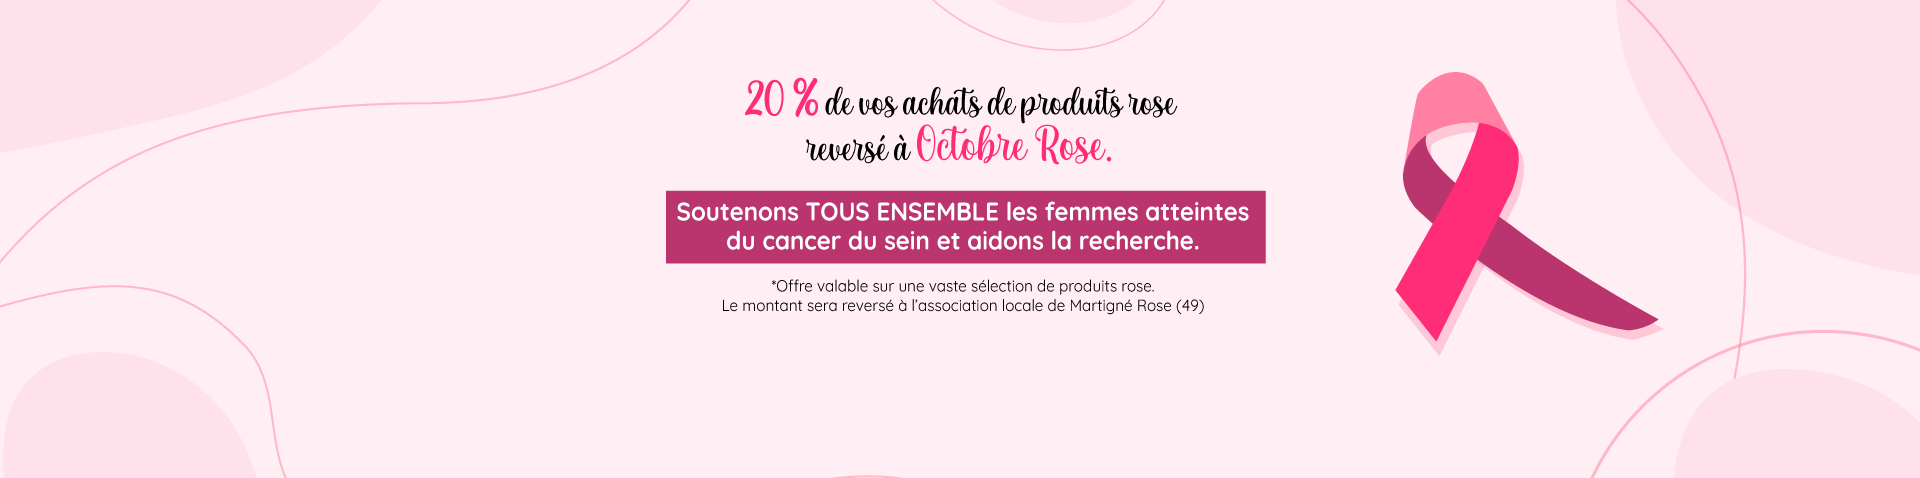 20 % de vos achats de produits rose
reversé à Octobre Rose.
Soutenons TOUS ENSEMBLE les femmes atteintes
du cancer du sein et aidons la recherche.
*Offre valable sur une vaste sélection de produits rose.
Le montant sera reversé à l'association locale de Martigné Rose (49)